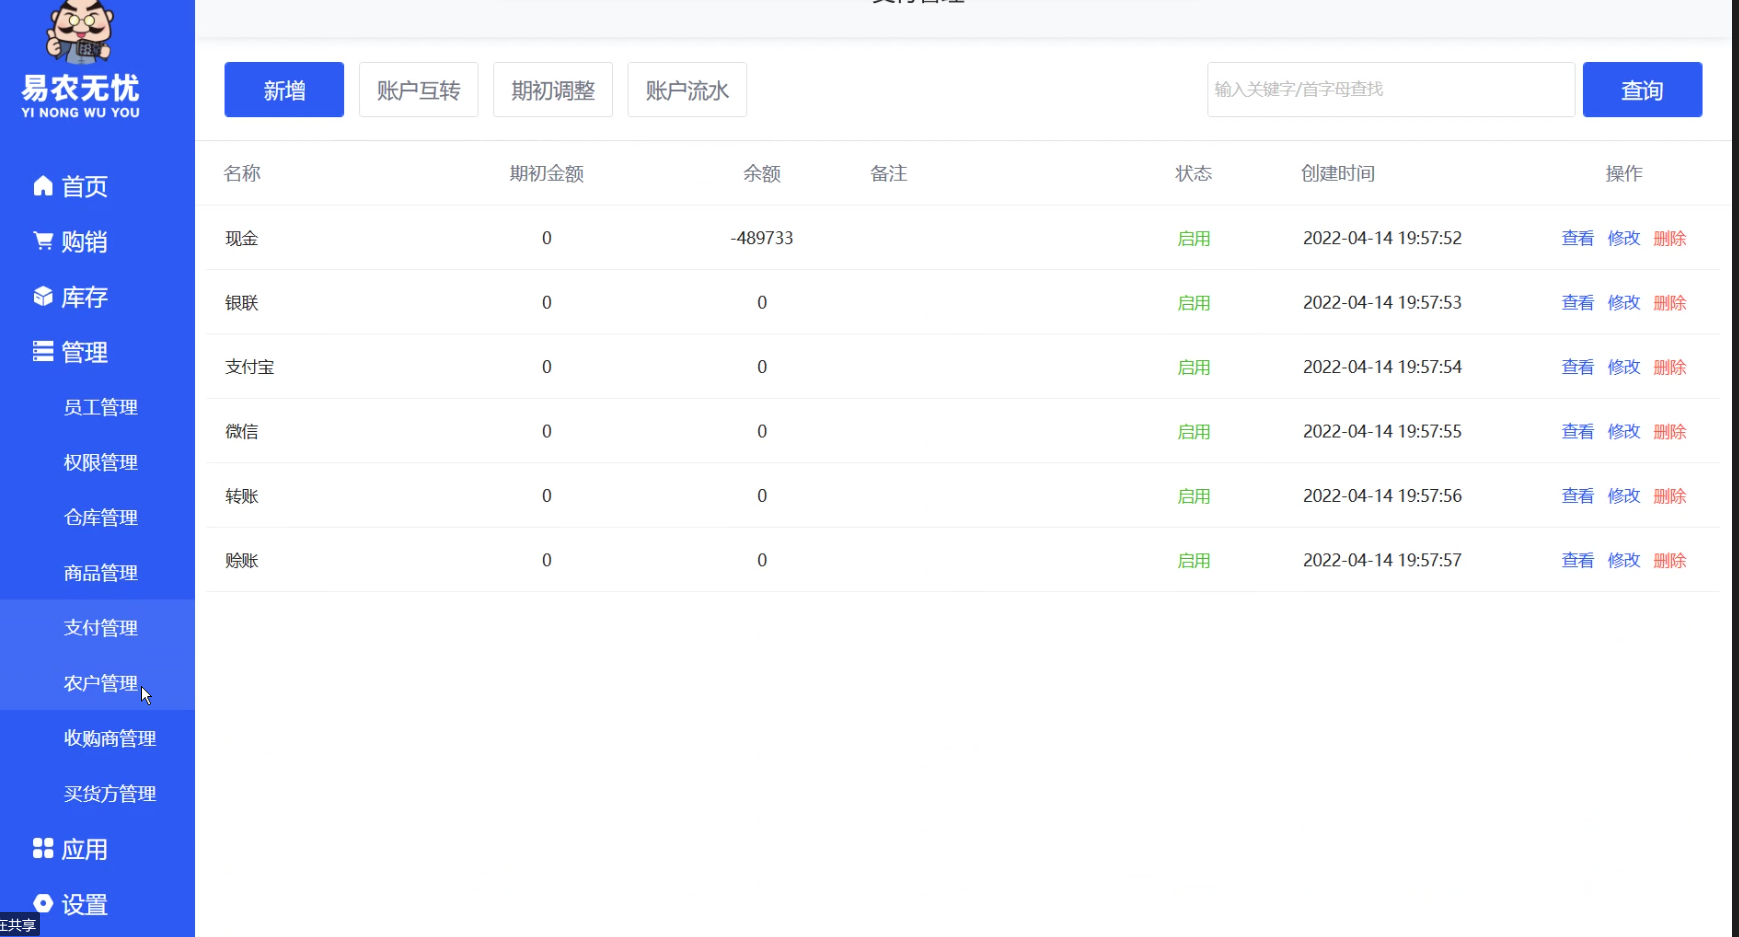 支付管理
易农无忧
YI NONG WU YOU
首页
购销
库存
管理
员工管理
权限管理
仓库管理
商品管理
支付管理
农户管理
收购商管理
买货方管理
应用
设置
在共享
新增 账户互转 期初调整 账户流水 输入关键字/首字母查找 查询
名称 期初金额 余额 备注 状态 创建时间 操作
现金 0 -489733 启用 2022-04-14 19:57:52 查看 修改 删除
银联 0 0 启用 2022-04-14 19:57:53 查看 修改 删除
支付宝 0 0 启用 2022-04-14 19:57:54 查看 修改 删除
微信 0 0 启用 2022-04-14 19:57:55 查看 修改 删除
转账 0 0 启用 2022-04-14 19:57:56 查看 修改 删除
赊账 0 0 启用 2022-04-14 19:57:57 查看 修改 删除